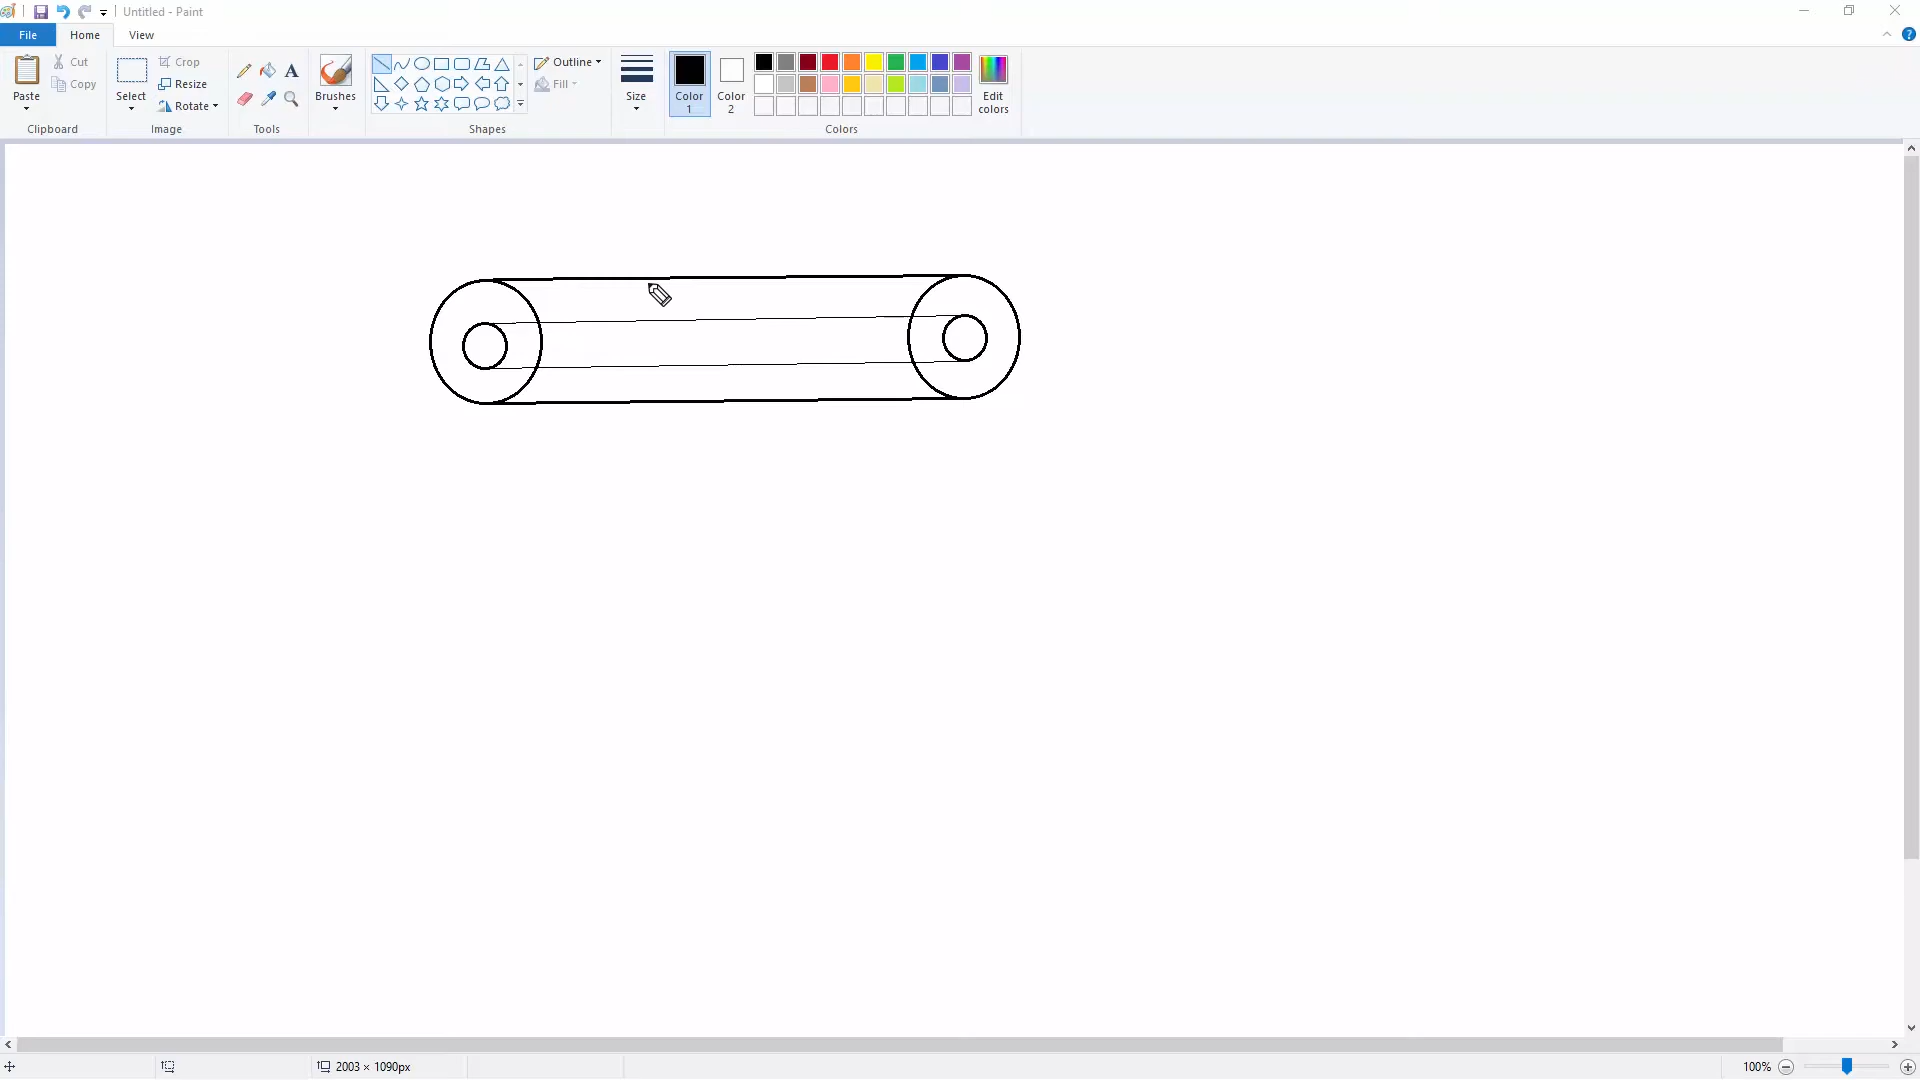 Untitled - Paint
File Home View
Paste
Cut
Copy
Clipboard
Select
Crop
Resize
Rotate
Image
A
Tools
Brushes
Shapes
Outline
Fill
Size
Color
1
Color
2
Edit
colors
Colors
2003 × 1090px
100%